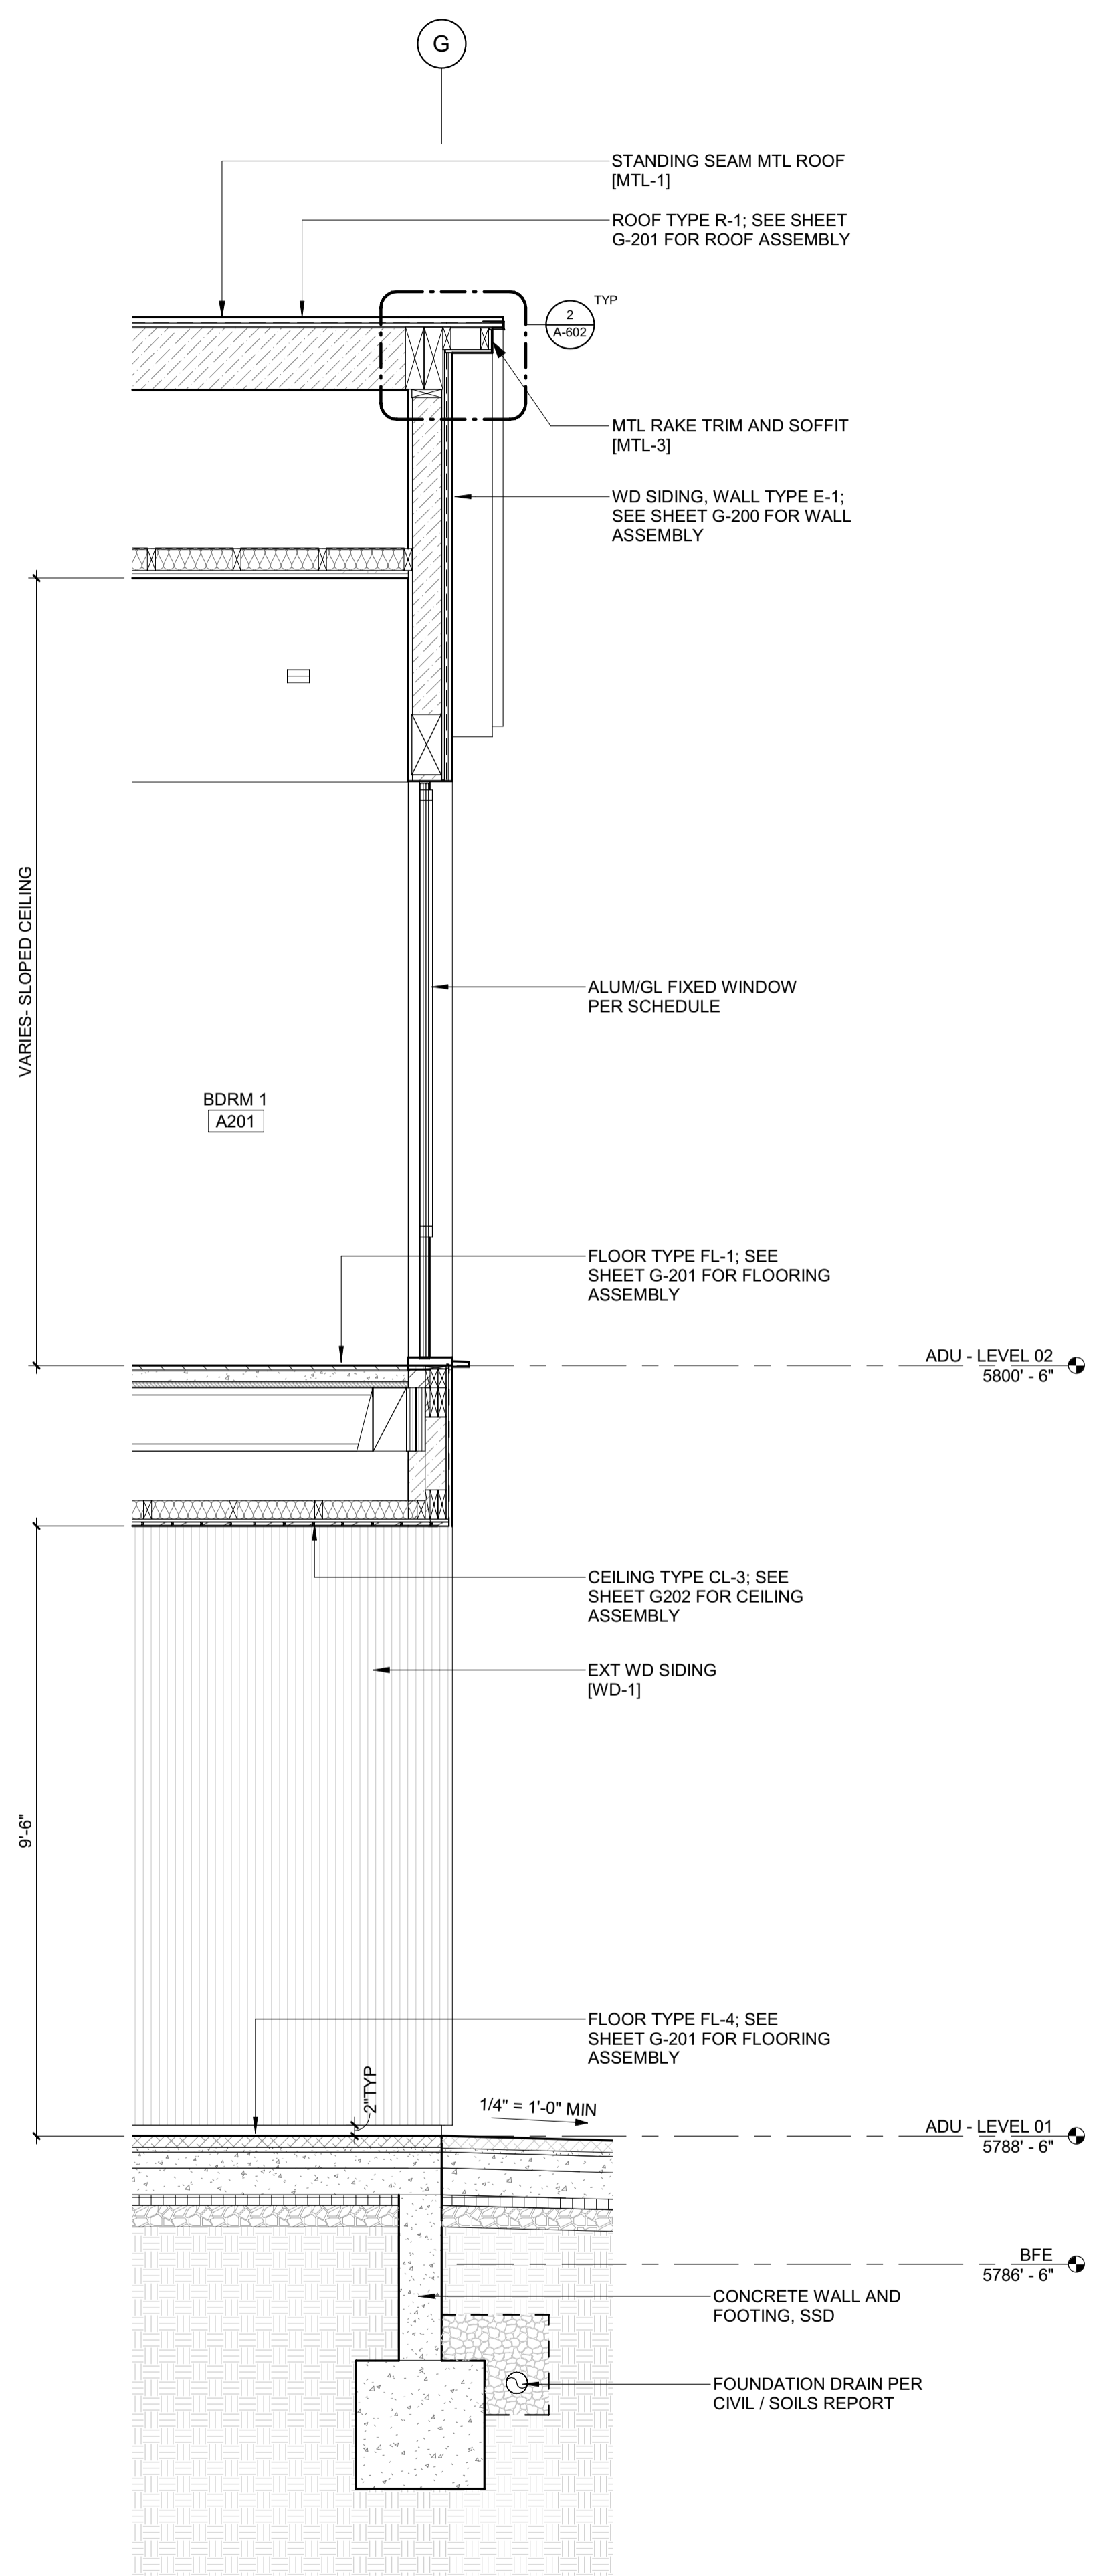 G
STANDING SEAM MTL ROOF
[MTL-1]
ROOF TYPE R-1; SEE SHEET
G-201 FOR ROOF ASSEMBLY
TYP
2
A-602
MTL RAKE TRIM AND SOFFIT
[MTL-3]
WD SIDING, WALL TYPE E-1;
SEE SHEET G-200 FOR WALL
ASSEMBLY
VARIES- SLOPED CEILING
ALUM/GL FIXED WINDOW
PER SCHEDULE
BDRM 1
A201
FLOOR TYPE FL-1; SEE
SHEET G-201 FOR FLOORING
ASSEMBLY
ADU - LEVEL 02
5800' - 6"
CEILING TYPE CL-3; SEE
SHEET G202 FOR CEILING
ASSEMBLY
EXT WD SIDING
[WD-1]
9'-6"
FLOOR TYPE FL-4; SEE
SHEET G-201 FOR FLOORING
ASSEMBLY
2"TYP
1/4" = 1'-0" MIN
ADU - LEVEL 01
5788' - 6"
BFE
5786' - 6"
CONCRETE WALL AND
FOOTING, SSD
FOUNDATION DRAIN PER
CIVIL / SOILS REPORT